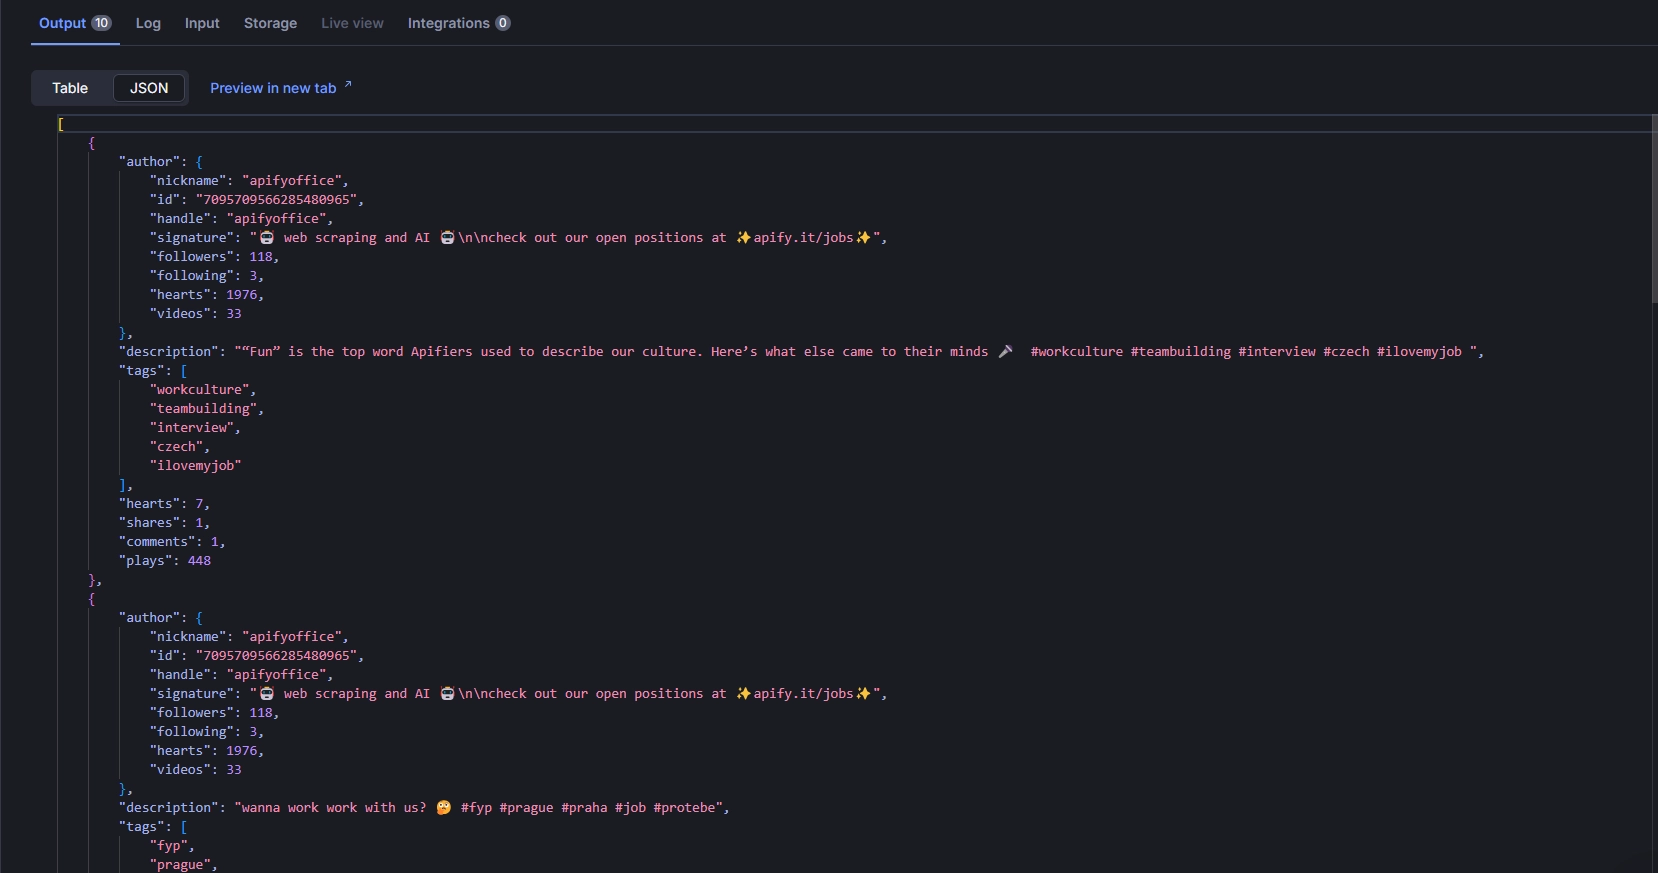 Output 10 Log Input Storage Live view Integrations 0
Table JSON Preview in new tab ↗
[
{
"author": {
"nickname": "apifyoffice",
"id": "7095709566285480965",
"handle": "apifyoffice",
"signature": "🤖 web scraping and AI 🤖\n\ncheck out our open positions at ✨apify.it/jobs✨",
"followers": 118,
"following": 3,
"hearts": 1976,
"videos": 33
},
"description": "“Fun” is the top word Apifiers used to describe our culture. Here’s what else came to their minds 🎤  #workculture #teambuilding #interview #czech #ilovemyjob ",
"tags": [
"workculture",
"teambuilding",
"interview",
"czech",
"ilovemyjob"
],
"hearts": 7,
"shares": 1,
"comments": 1,
"plays": 448
},
{
"author": {
"nickname": "apifyoffice",
"id": "7095709566285480965",
"handle": "apifyoffice",
"signature": "🤖 web scraping and AI 🤖\n\ncheck out our open positions at ✨apify.it/jobs✨",
"followers": 118,
"following": 3,
"hearts": 1976,
"videos": 33
},
"description": "wanna work work with us? 🤔 #fyp #prague #praha #job #protebe",
"tags": [
"fyp",
"prague",